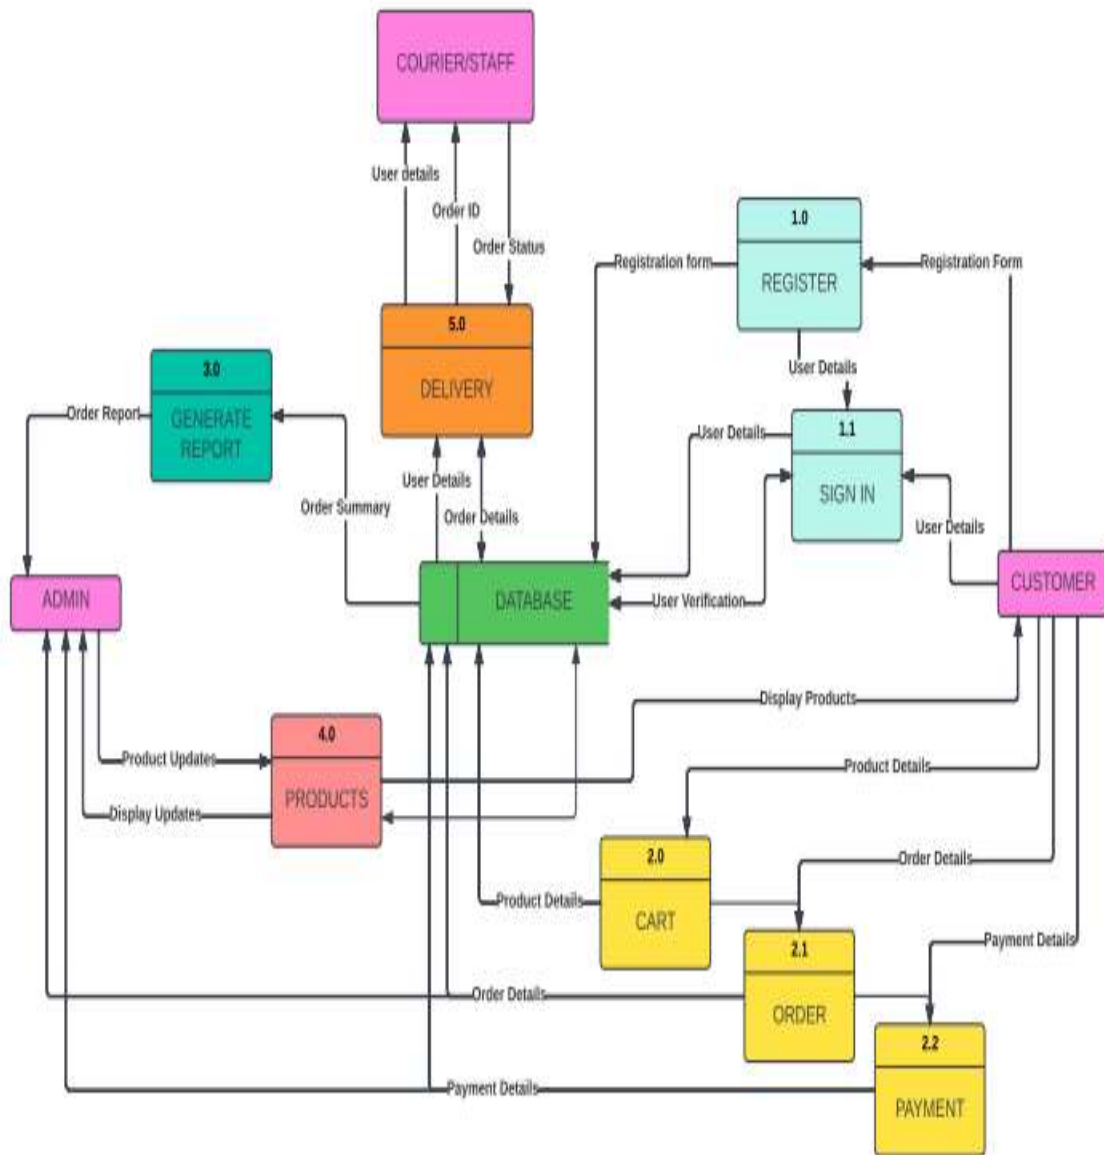 COURIER/STAFF
User details
Order ID
Order Status
1.0
REGISTER
Registration form
Registration Form
User Details
5.0
DELIVERY
3.0
GENERATE
REPORT
Order Report
1.1
SIGN IN
User Details
User Details
User Details
Order Details
Order Summary
User Verification
ADMIN
DATABASE
CUSTOMER
Display Products
4.0
PRODUCTS
Product Updates
Display Updates
Product Details
2.0
CART
Product Details
Order Details
2.1
ORDER
Payment Details
Order Details
2.2
PAYMENT
Payment Details